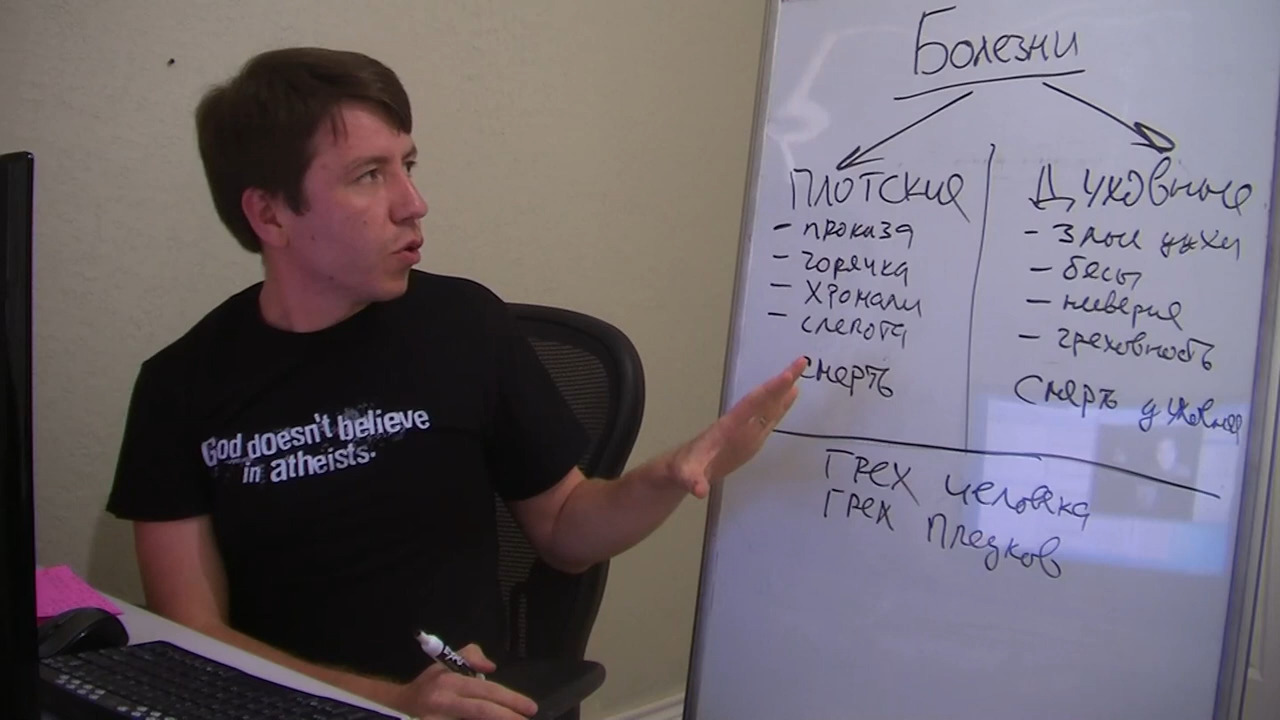 God doesn't believe
in atheists.
Болезни
Плотские
- проказа
- горячка
- Хромали
- слепота
смерть
Духовные
- злые духи
- бесы
- неверие
- греховность
Смерть духовная
Грех человека
Грех предков
EXPO